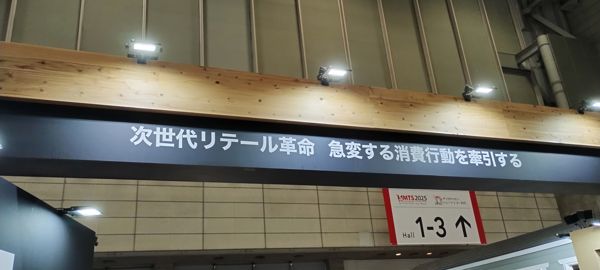 次世代リテール革命 急変する消費行動を牽引する
2025
Hall 1-3 ↑